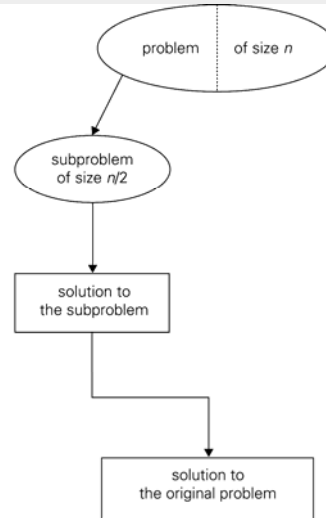 problem of size n
subproblem
of size n/2
solution to
the subproblem
solution to
the original problem